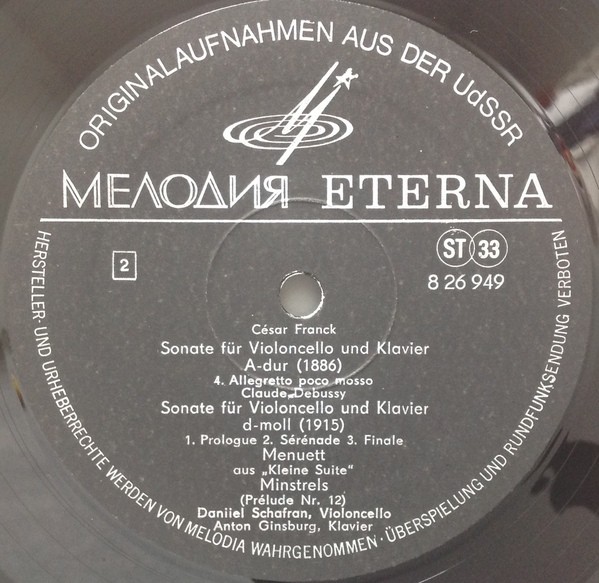 ORIGINALAUFNAHMEN AUS DER UdSSR
МЕЛОДИЯ ETERNA
2
ST 33
8 26 949
César Franck
Sonate für Violoncello und Klavier
A-dur (1886)
4. Allegretto poco mosso
Claude Debussy
Sonate für Violoncello und Klavier
d-moll (1915)
1. Prologue 2. Sérénade 3. Finale
Menuett
aus „Kleine Suite“
Minstrels
(Prélude Nr. 12)
Daniiel Schafran, Violoncello
Anton Ginsburg, Klavier
HERSTELLER- UND URHEBERRECHTE WERDEN VON MELODIA WAHRGENOMMEN · ÜBERSPIELUNG UND RUNDFUNKSENDUNG VERBOTEN